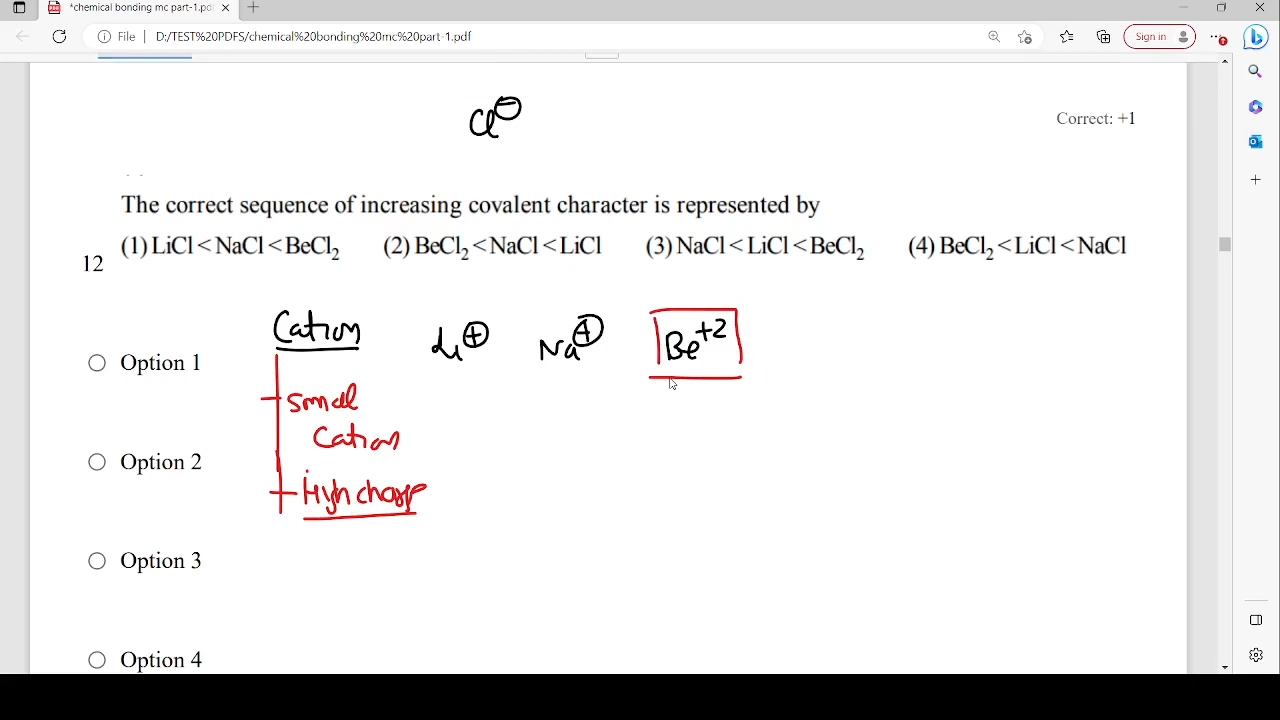 *chemical bonding mc part-1.pdf
File D:/TEST%20PDFS/chemical%20bonding%20mc%20part-1.pdf Sign in
Cl⊖
Correct: +1
The correct sequence of increasing covalent character is represented by
(1) LiCl < NaCl < BeCl₂ (2) BeCl₂ < NaCl < LiCl (3) NaCl < LiCl < BeCl₂ (4) BeCl₂ < LiCl < NaCl
12
Cation Li⊕ Na⊕ Be⁺²
Option 1
Small
Cation
Option 2
High charge
Option 3
Option 4